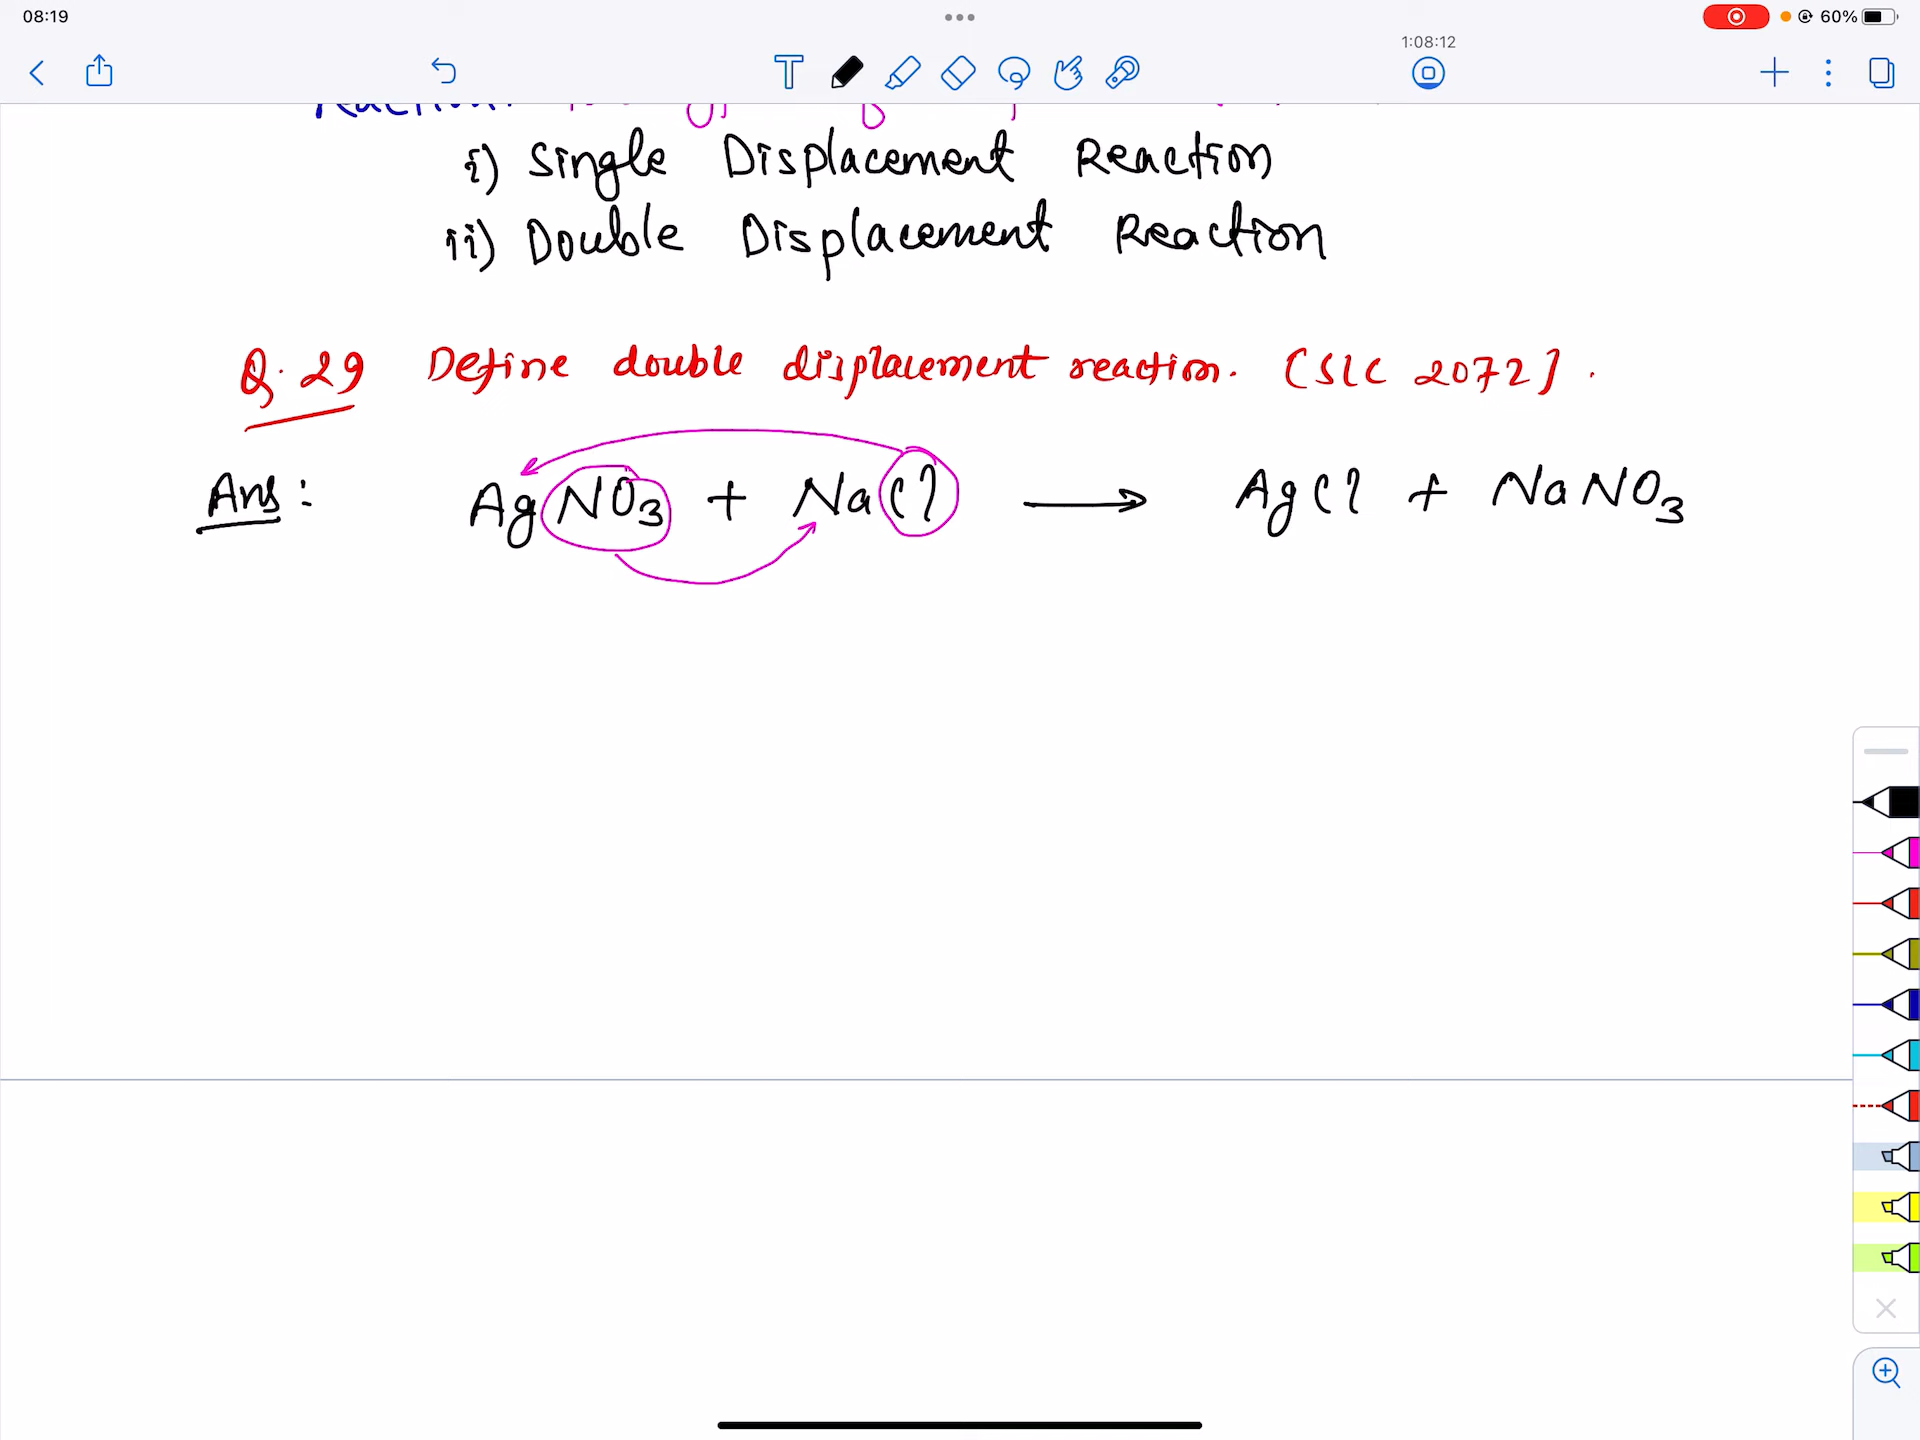 08:19
60%
1:08:12
T
i) Single Displacement Reaction
ii) Double Displacement Reaction
Q. 29 Define double displacement reaction. [SLC 2072].
Ans: AgNO3 + NaCl → AgCl + NaNO3